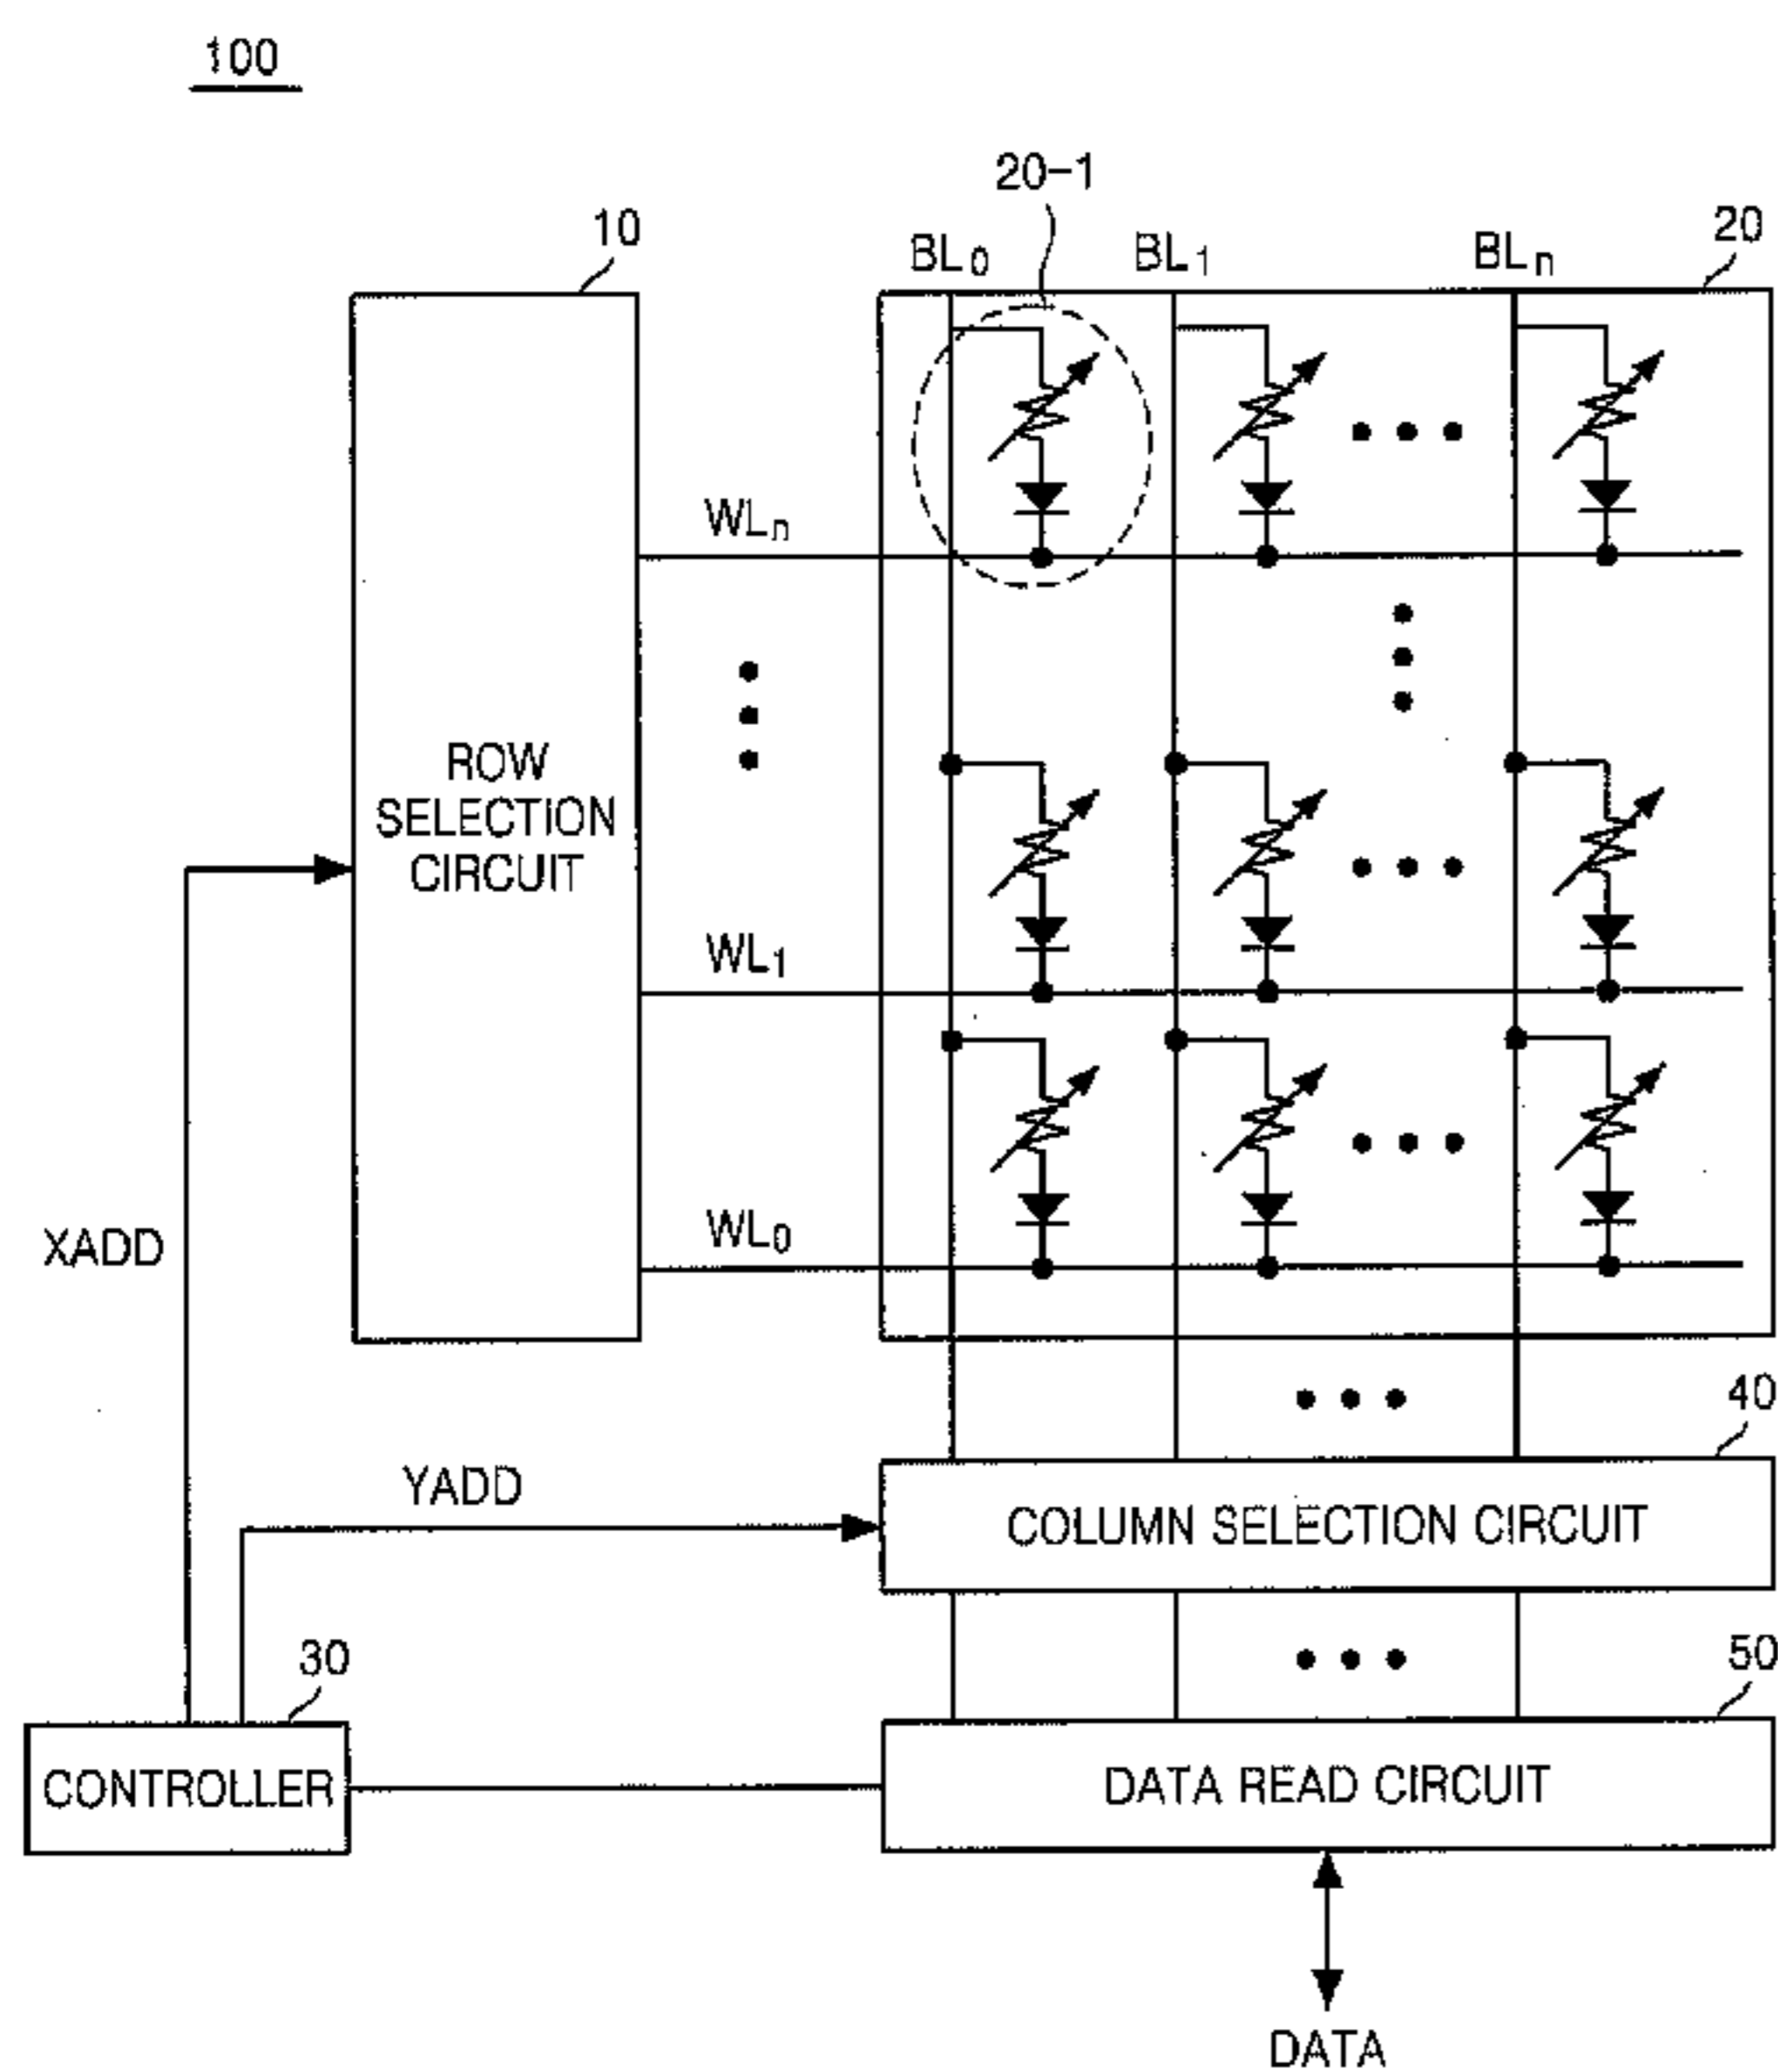 100
20-1
10
BL0
BL1
BLn
20
WLn
ROW
SELECTION
CIRCUIT
WL1
WL0
XADD
40
YADD
COLUMN SELECTION CIRCUIT
30
50
CONTROLLER
DATA READ CIRCUIT
DATA